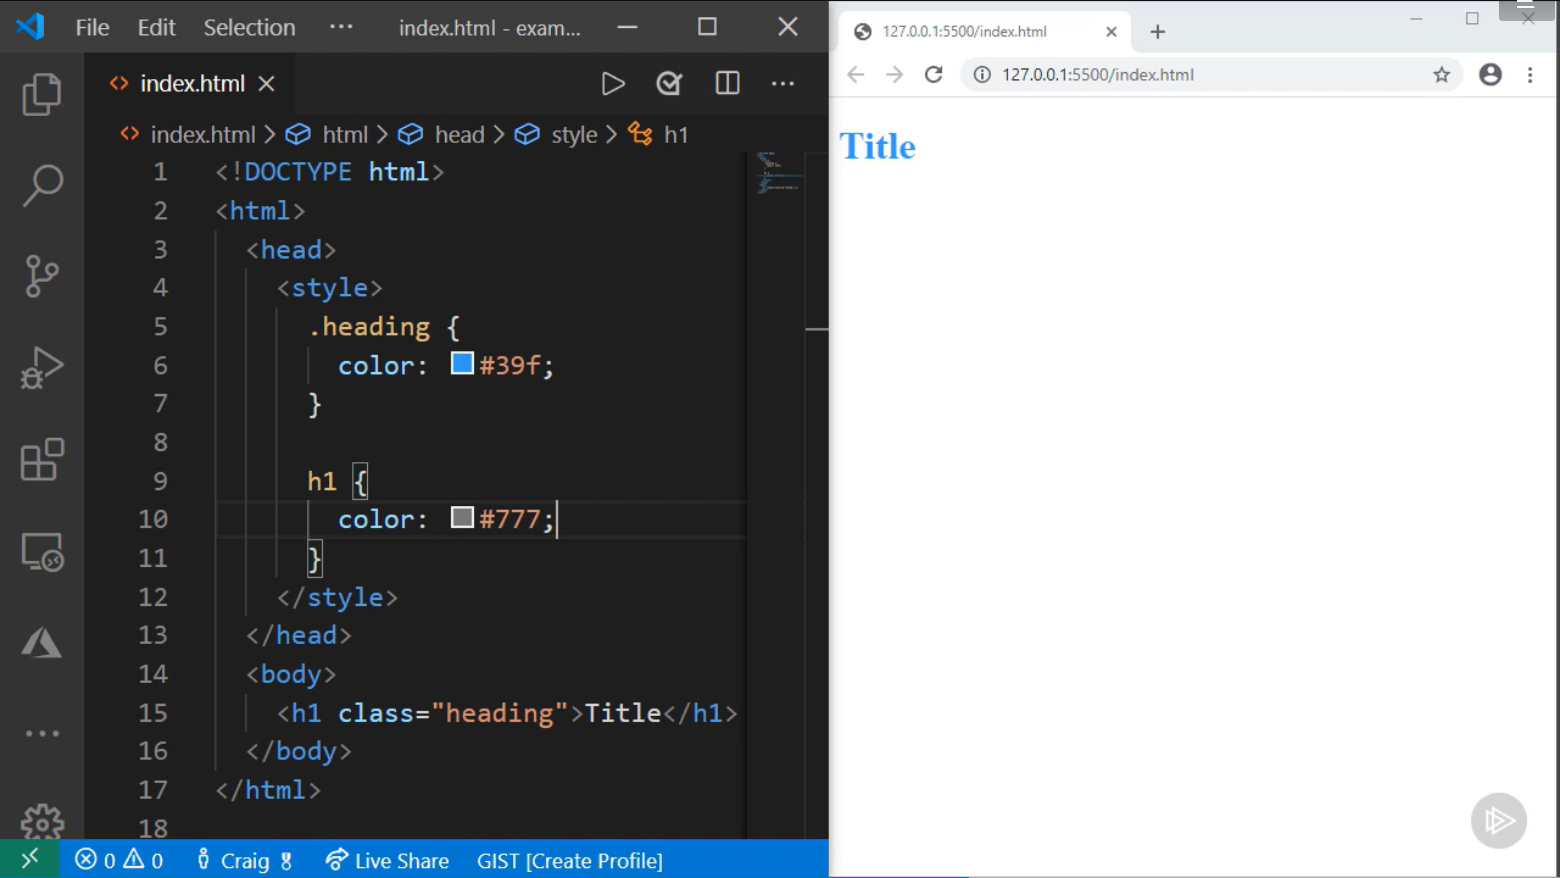 File Edit Selection ··· index.html - exam...
index.html
index.html > html > head > style > h1
1 <!DOCTYPE html>
2 <html>
3 <head>
4 <style>
5 .heading {
6 color: #39f;
7 }
8
9 h1 {
10 color: #777;
11 }
12 </style>
13 </head>
14 <body>
15 <h1 class="heading">Title</h1>
16 </body>
17 </html>
18
0 0 Craig Live Share GIST [Create Profile]
127.0.0.1:5500/index.html
127.0.0.1:5500/index.html
Title